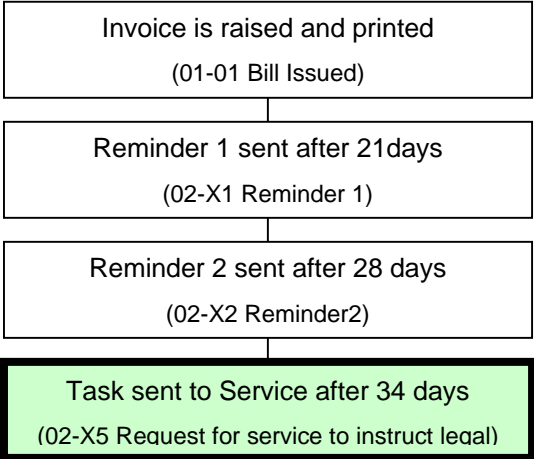 Invoice is raised and printed
(01-01 Bill Issued)
Reminder 1 sent after 21days
(02-X1 Reminder 1)
Reminder 2 sent after 28 days
(02-X2 Reminder2)
Task sent to Service after 34 days
(02-X5 Request for service to instruct legal)